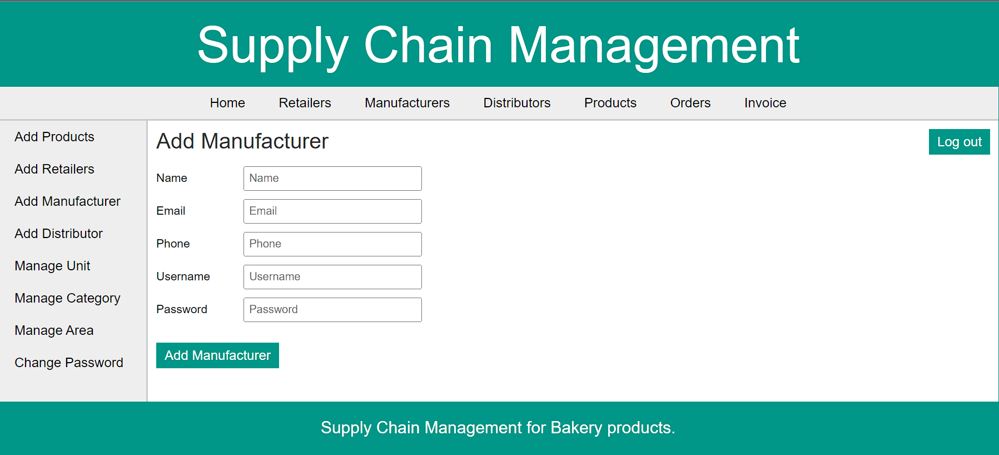 Supply Chain Management
Home Retailers Manufacturers Distributors Products Orders Invoice
Add Products
Add Retailers
Add Manufacturer
Add Distributor
Manage Unit
Manage Category
Manage Area
Change Password
Add Manufacturer
Log out
Name Name
Email Email
Phone Phone
Username Username
Password Password
Add Manufacturer
Supply Chain Management for Bakery products.